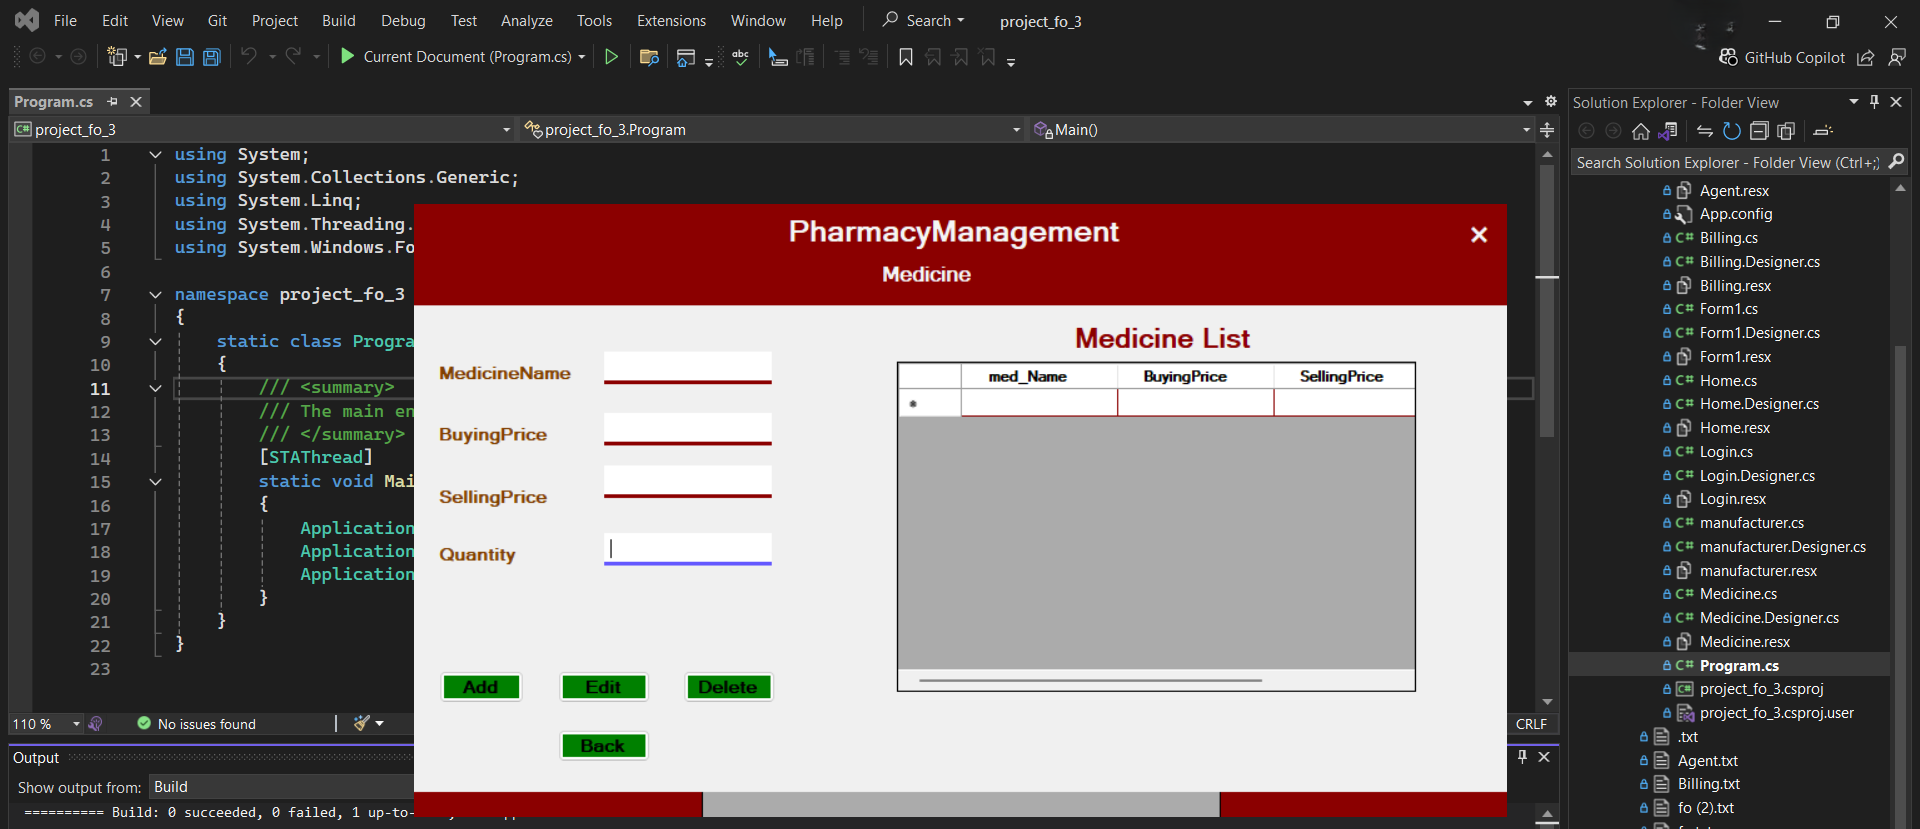 File Edit View Git Project Build Debug Test Analyze Tools Extensions Window Help Search project_fo_3
Current Document (Program.cs) GitHub Copilot
Program.cs
project_fo_3 project_fo_3.Program Main()
1 using System;
2 using System.Collections.Generic;
3 using System.Linq;
4 using System.Threading.
5 using System.Windows.Fo
6
7 namespace project_fo_3
8 {
9 static class Progra
10 {
11 /// <summary>
12 /// The main en
13 /// </summary>
14 [STAThread]
15 static void Mai
16 {
17 Application
18 Application
19 Application
20 }
21 }
22 }
23
110 % No issues found CRLF
Output
Show output from: Build
========== Build: 0 succeeded, 0 failed, 1 up-to-
PharmacyManagement
Medicine
MedicineName
BuyingPrice
SellingPrice
Quantity
Add Edit Delete
Back
Medicine List
med_Name BuyingPrice SellingPrice
Solution Explorer - Folder View
Search Solution Explorer - Folder View (Ctrl+;)
Agent.resx
App.config
C# Billing.cs
C# Billing.Designer.cs
Billing.resx
C# Form1.cs
C# Form1.Designer.cs
Form1.resx
C# Home.cs
C# Home.Designer.cs
Home.resx
C# Login.cs
C# Login.Designer.cs
Login.resx
C# manufacturer.cs
C# manufacturer.Designer.cs
manufacturer.resx
C# Medicine.cs
C# Medicine.Designer.cs
Medicine.resx
C# Program.cs
C# project_fo_3.csproj
project_fo_3.csproj.user
.txt
Agent.txt
Billing.txt
fo (2).txt